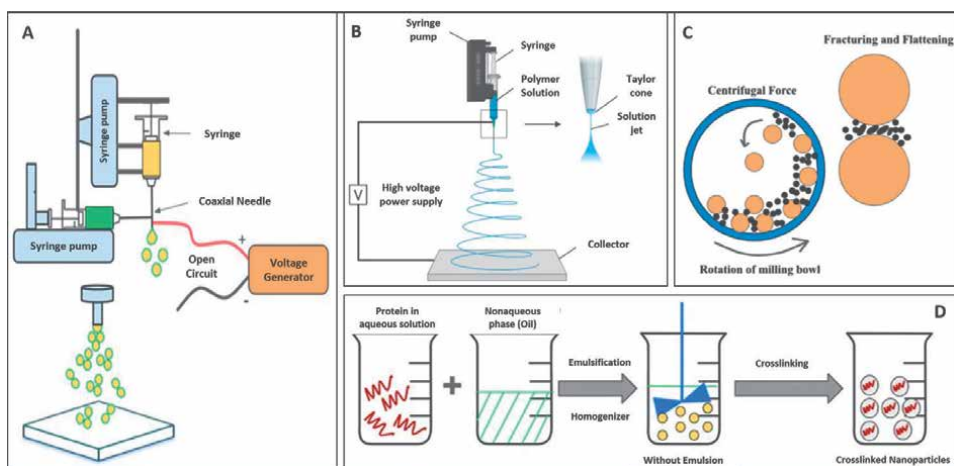 A
Syringe pump
Syringe
Coaxial Needle
Syringe pump
+
Open
Circuit
-
Voltage
Generator
B
Syringe
pump
Syringe
Polymer
Solution
Taylor
cone
Solution
Jet
V
High voltage
power supply
Collector
C
Fracturing and Flattening
Centrifugal Force
Rotation of milling bowl
D
Protein in
aqueous solution
+
Nonaqueous
phase (Oil)
Emulsification
Homogenizer
Without Emulsion
Crosslinking
Crosslinked Nanoparticles